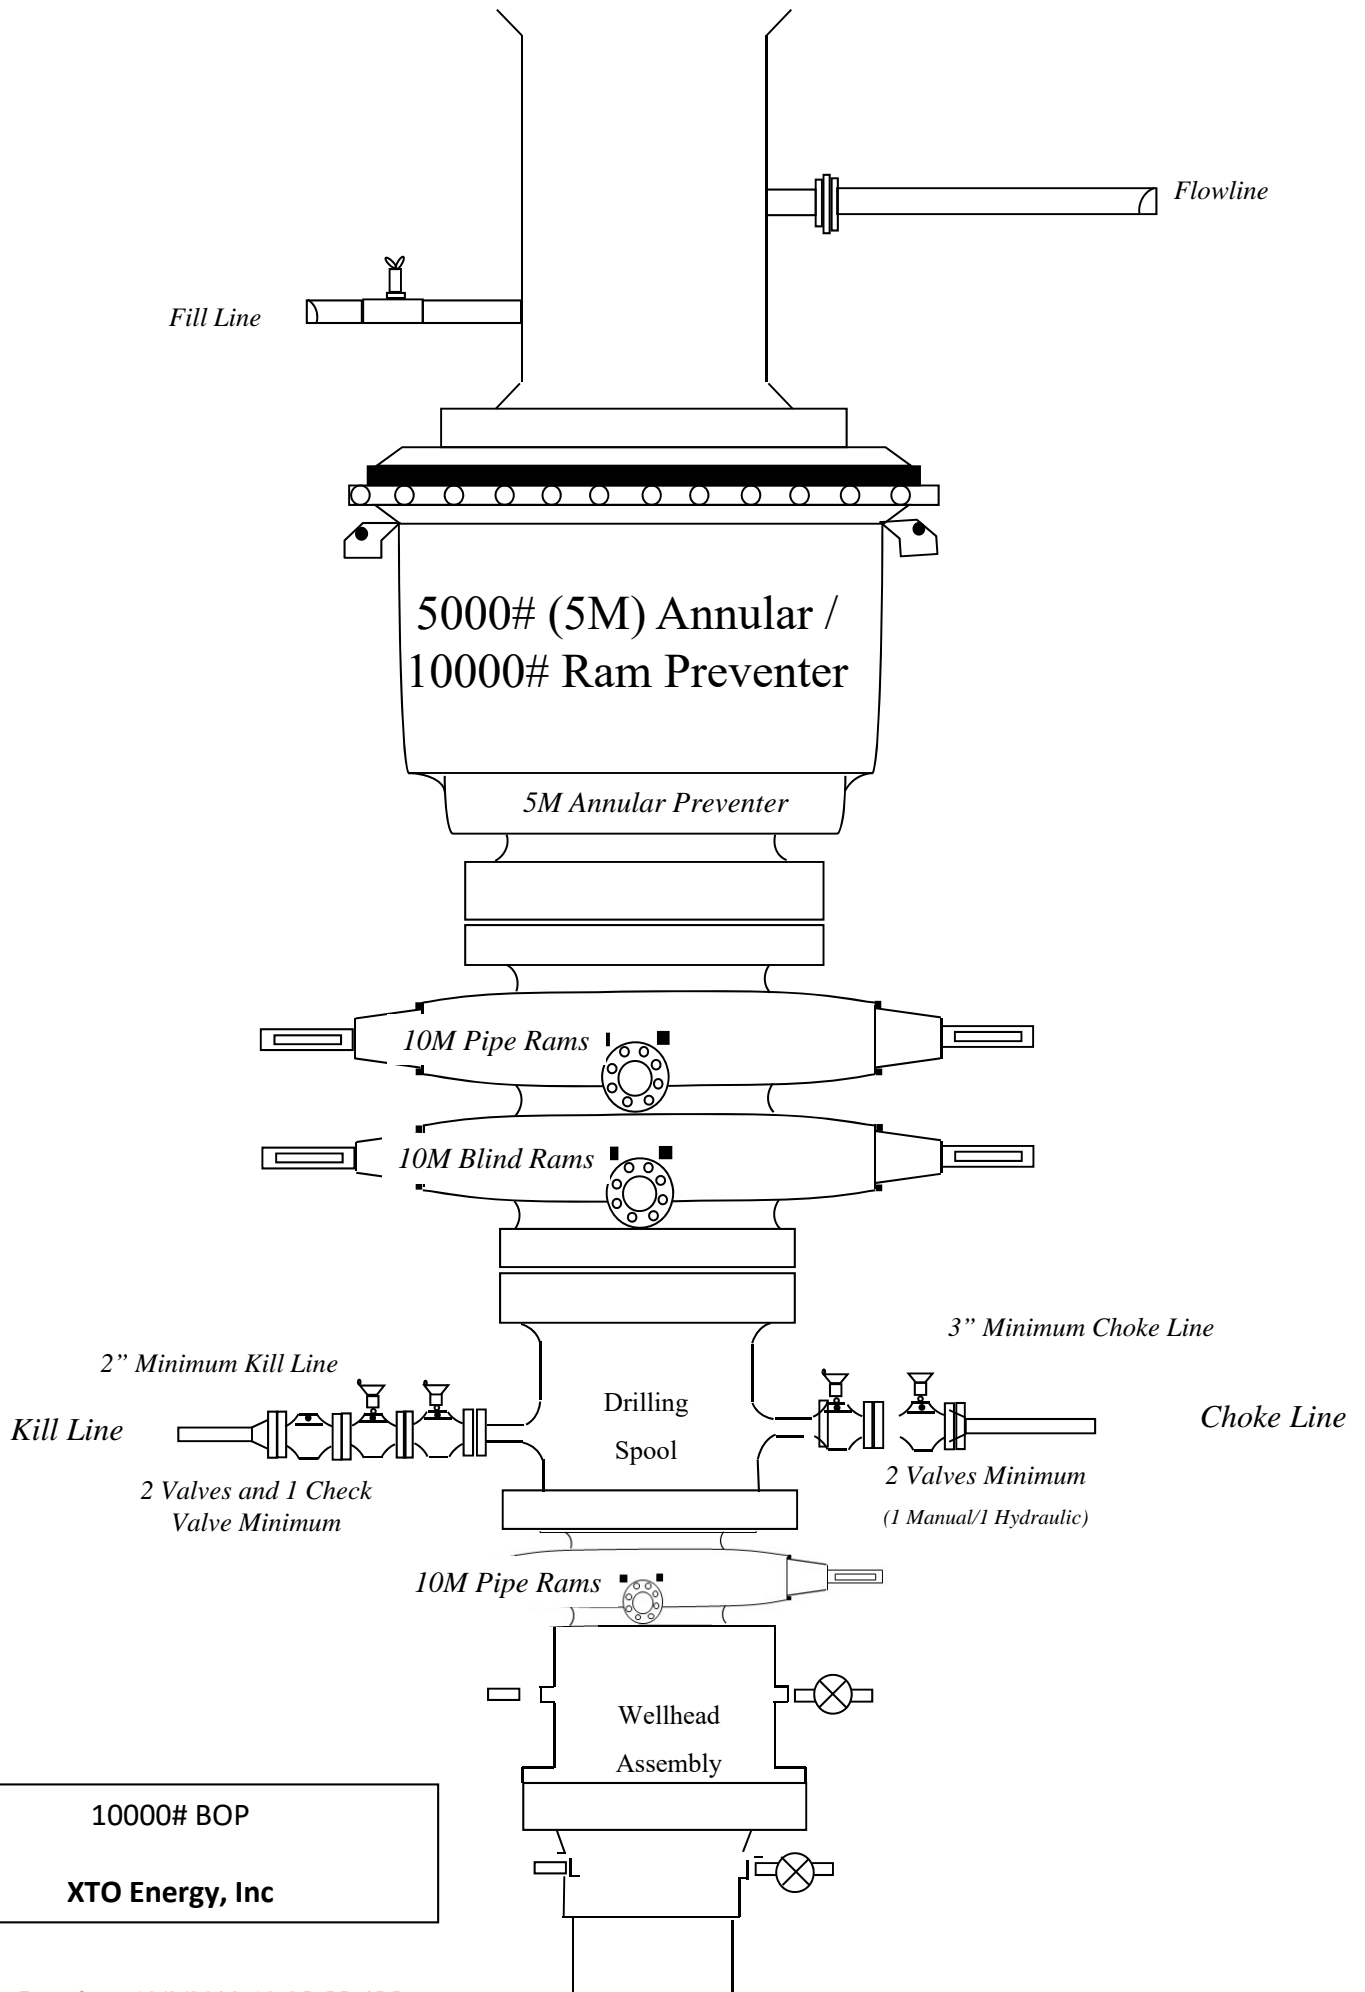 Flowline
Fill Line
5000# (5M) Annular /
10000# Ram Preventer
5M Annular Preventer
10M Pipe Rams
10M Blind Rams
3” Minimum Choke Line
2” Minimum Kill Line
Drilling
Spool
Kill Line
Choke Line
2 Valves and 1 Check
Valve Minimum
2 Valves Minimum
(1 Manual/1 Hydraulic)
10M Pipe Rams
Wellhead
Assembly
10000# BOP
XTO Energy, Inc